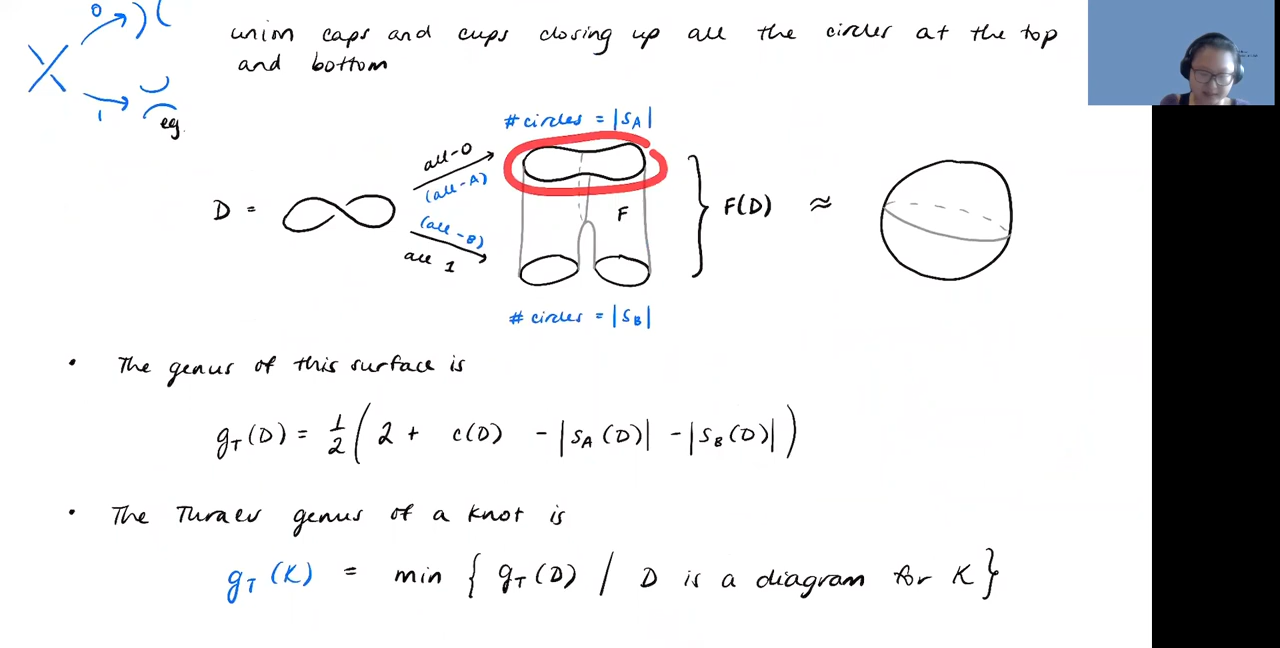 union caps and cups closing up all the circles at the top
and bottom
0
1
eg.
# circles = |S_A|
all-0
(all-A)
D =
F
F(D) ≈
(all-B)
all 1
# circles = |S_B|
• The genus of this surface is
g_T(D) = 1/2 ( 2 + c(D) - |S_A(D)| - |S_B(D)| )
• The Turaev genus of a knot is
g_T(K) = min { g_T(D) / D is a diagram for K }